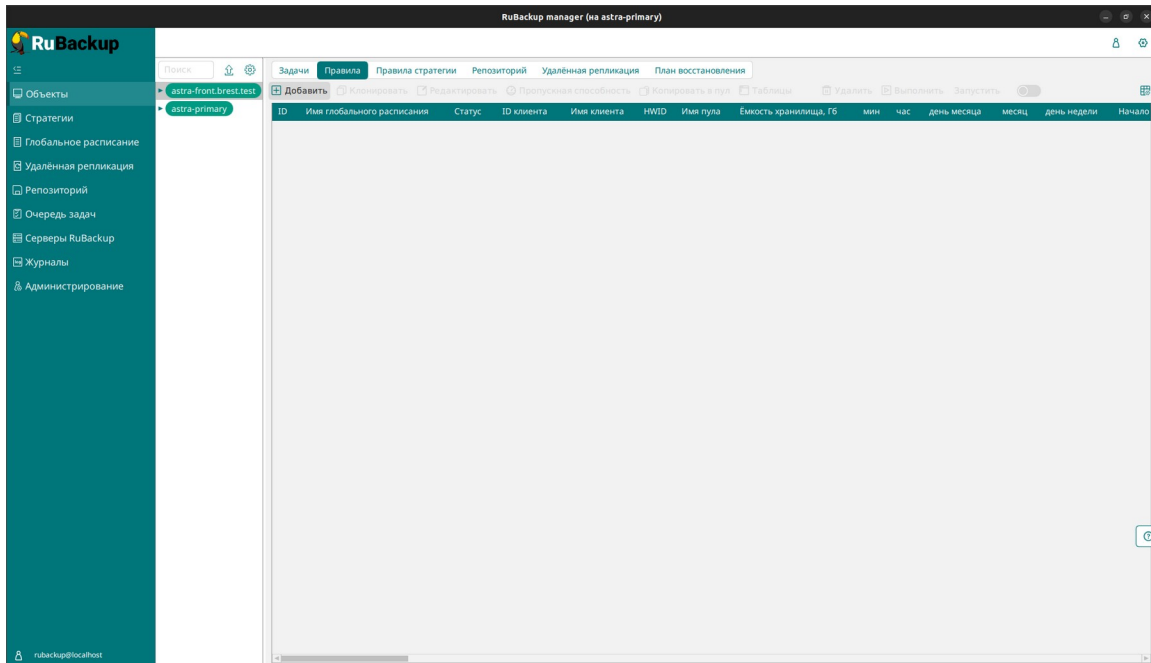 RuBackup manager (на astra-primary)
RuBackup
Поиск
Задачи Правила Правила стратегии Репозиторий Удалённая репликация План восстановления
Объекты
astra-front.brest.test
Добавить Клонировать Редактировать Пропускная способность Копировать в пул Таблицы Удалить Выполнить Запустить
Стратегии
astra-primary
ID Имя глобального расписания Статус ID клиента Имя клиента HWID Имя пула Ёмкость хранилища, Гб мин час день месяца месяц день недели Начало
Глобальное расписание
Удалённая репликация
Репозиторий
Очередь задач
Серверы RuBackup
Журналы
Администрирование
rubackup@localhost